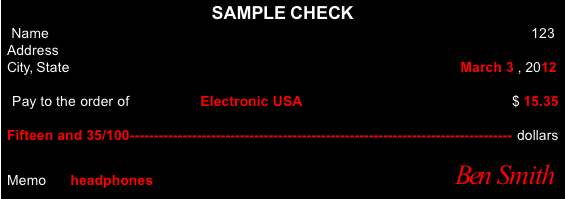 SAMPLE CHECK
Name 123
Address
City, State March 3 , 2012
Pay to the order of Electronic USA $ 15.35
Fifteen and 35/100-------------------------------------------------------------------------------- dollars
Memo headphones Ben Smith